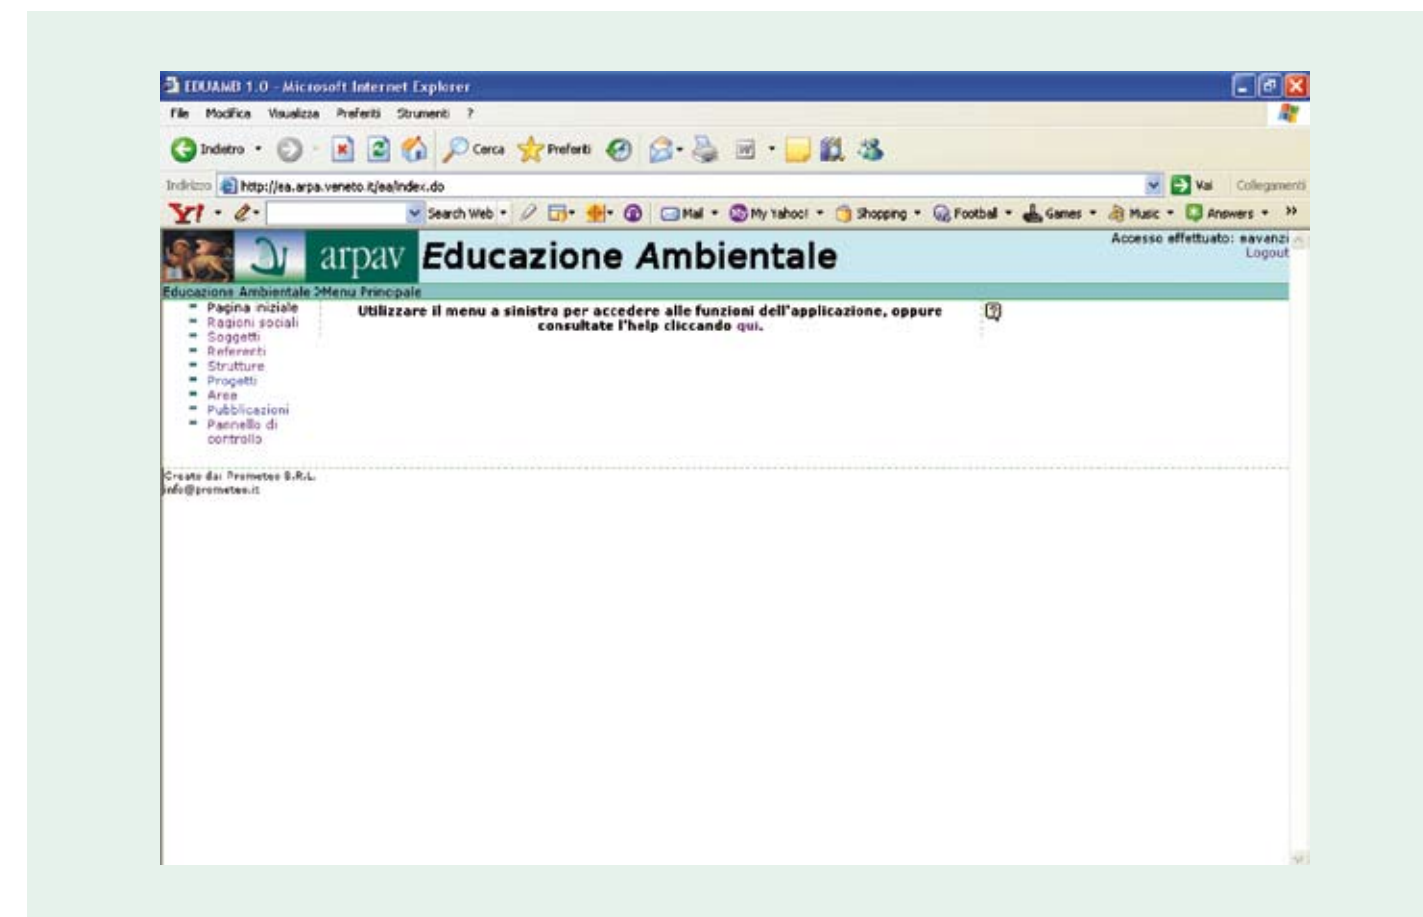 EDUAMB 1.0 - Microsoft Internet Explorer
File Modifica Visualizza Preferiti Strumenti ?
Indietro Cerca Preferiti
Indirizzo http://ea.arpa.veneto.it/ea/index.do Vai Collegamenti
Y! Search Web Mail My Yahoo! Shopping Football Games Music Answers »
arpav Educazione Ambientale
Accesso effettuato: eavanzi
Logout
Educazione Ambientale >Menu Principale
Pagina iniziale
Ragioni sociali
Soggetti
Referenti
Strutture
Progetti
Aree
Pubblicazioni
Pannello di
controllo
Utilizzare il menu a sinistra per accedere alle funzioni dell'applicazione, oppure
consultate l'help cliccando qui.
Creato da: Prometeo S.R.L.
info@prometeo.it